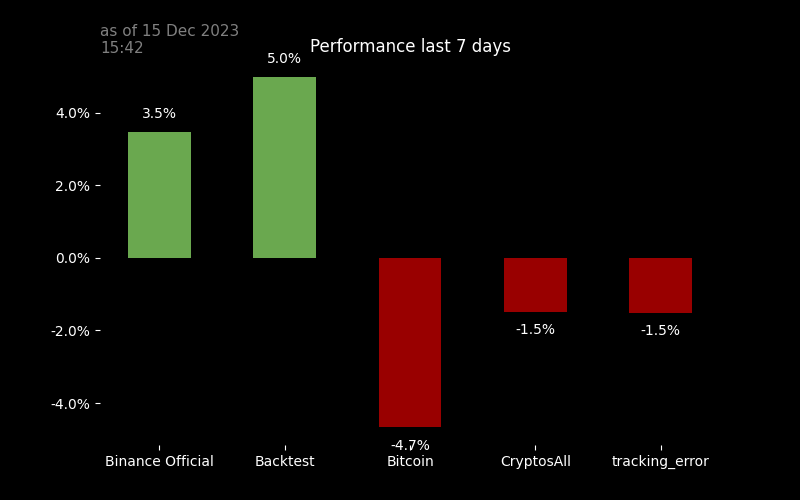 as of 15 Dec 2023
15:42
Performance last 7 days
5.0%
3.5%
4.0%
2.0%
0.0%
-2.0%
-4.0%
-1.5%
-1.5%
-4.7%
Binance Official
Backtest
Bitcoin
CryptosAll
tracking_error